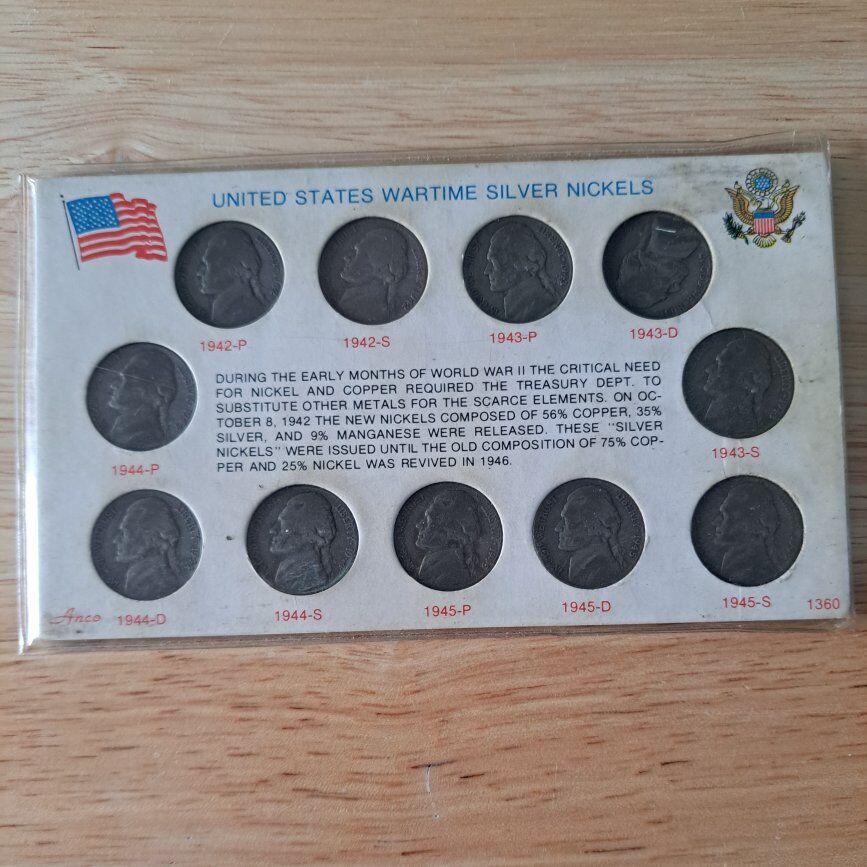 UNITED STATES WARTIME SILVER NICKELS
1942-P
1942-S
1943-P
1943-D
DURING THE EARLY MONTHS OF WORLD WAR II THE CRITICAL NEED
FOR NICKEL AND COPPER REQUIRED THE TREASURY DEPT. TO
SUBSTITUTE OTHER METALS FOR THE SCARCE ELEMENTS. ON OC-
TOBER 8, 1942 THE NEW NICKELS COMPOSED OF 56% COPPER, 35%
SILVER, AND 9% MANGANESE WERE RELEASED. THESE "SILVER
NICKELS" WERE ISSUED UNTIL THE OLD COMPOSITION OF 75% COP-
PER AND 25% NICKEL WAS REVIVED IN 1946.
1944-P
1943-S
Anco
1944-D
1944-S
1945-P
1945-D
1945-S
1360